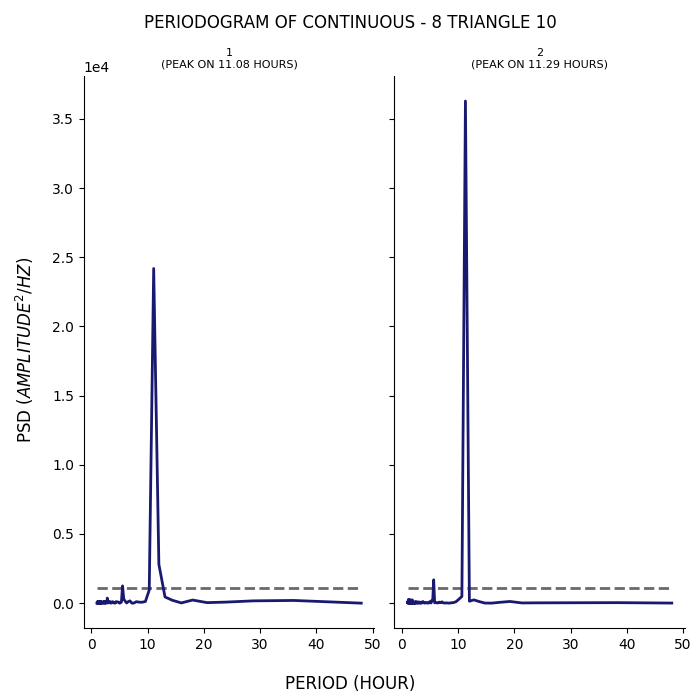 PERIODOGRAM OF CONTINUOUS - 8 TRIANGLE 10
1
(PEAK ON 11.08 HOURS)
2
(PEAK ON 11.29 HOURS)
1e4
3.5
3.0
2.5
2.0
1.5
1.0
0.5
0.0
PSD (AMPLITUDE²/HZ)
0 10 20 30 40 50
0 10 20 30 40 50
PERIOD (HOUR)